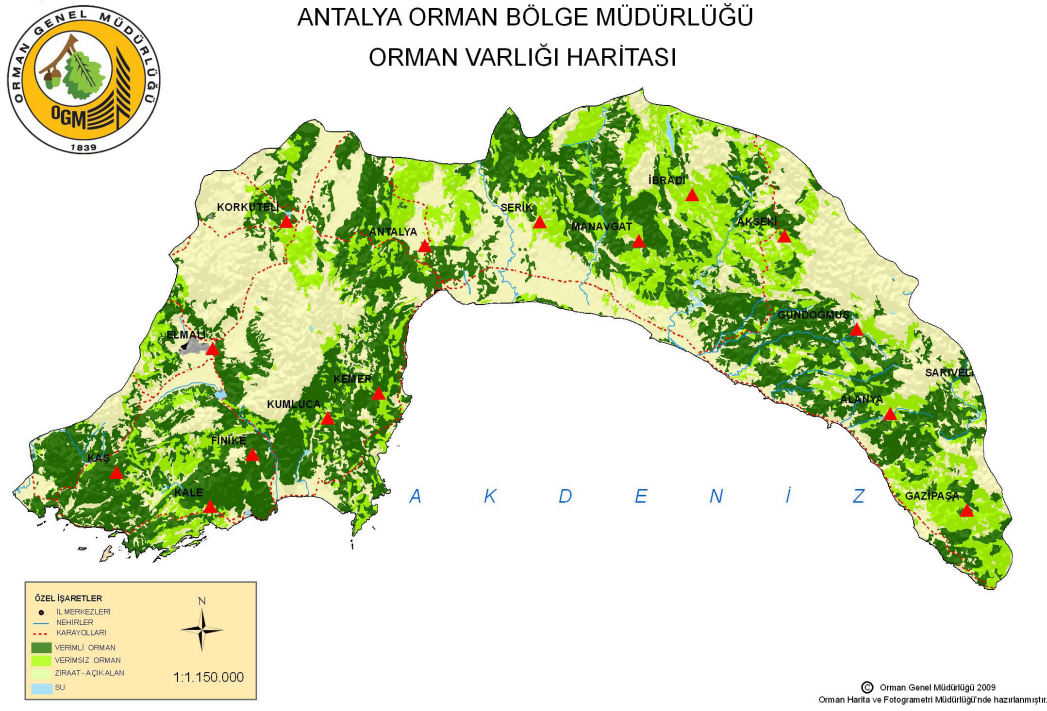 ANTALYA ORMAN BÖLGE MÜDÜRLÜĞÜ
ORMAN VARLIĞI HARİTASI
ORMAN GENEL MÜDÜRLÜĞÜ
OGM
1839
KORKUTELİ
ANTALYA
SERİK
MANAVGAT
İBRADI
AKSEKİ
ELMALI
GÜNDOĞMUŞ
SARIVEL
KEMER
KUMLUCA
ALANYA
FİNİKE
KAŞ
KALE
GAZİPAŞA
A K D E N İ Z
ÖZEL İŞARETLER
İL MERKEZLERİ
NEHİRLER
KARAYOLLARI
VERİMLİ ORMAN
VERİMSİZ ORMAN
ZİRAAT - AÇIK ALAN
SU
N
1:1.150.000
© Orman Genel Müdürlüğü 2009
Orman Harita ve Fotogrametri Müdürlüğü'nde hazırlanmıştır.